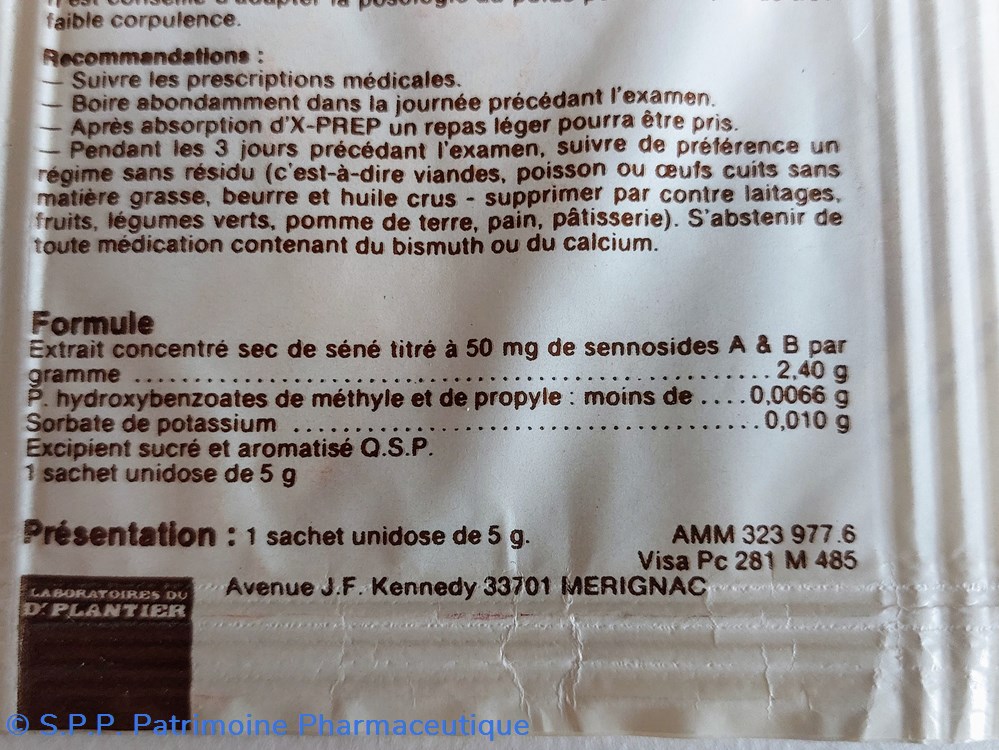 faible corpulence.
Recommandations :
— Suivre les prescriptions médicales.
— Boire abondamment dans la journée précédant l'examen.
— Après absorption d'X-PREP un repas léger pourra être pris.
— Pendant les 3 jours précédant l'examen, suivre de préférence un
régime sans résidu (c'est-à-dire viandes, poisson ou œufs cuits sans
matière grasse, beurre et huile crus - supprimer par contre laitages,
fruits, légumes verts, pomme de terre, pain, pâtisserie). S'abstenir de
toute médication contenant du bismuth ou du calcium.
Formule
Extrait concentré sec de séné titré à 50 mg de sennosides A & B par
gramme ........................................................ 2,40 g
P. hydroxybenzoates de méthyle et de propyle : moins de ....0,0066 g
Sorbate de potassium ......................................... 0,010 g
Excipient sucré et aromatisé Q.S.P.
1 sachet unidose de 5 g
Présentation : 1 sachet unidose de 5 g.
AMM 323 977.6
Visa Pc 281 M 485
Avenue J.F. Kennedy 33701 MERIGNAC
LABORATOIRES DU
Dr PLANTIER
© S.P.P. Patrimoine Pharmaceutique